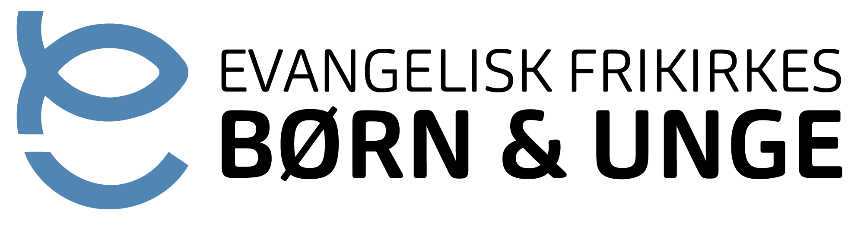 EVANGELISK FRIKIRKES
BØRN & UNGE